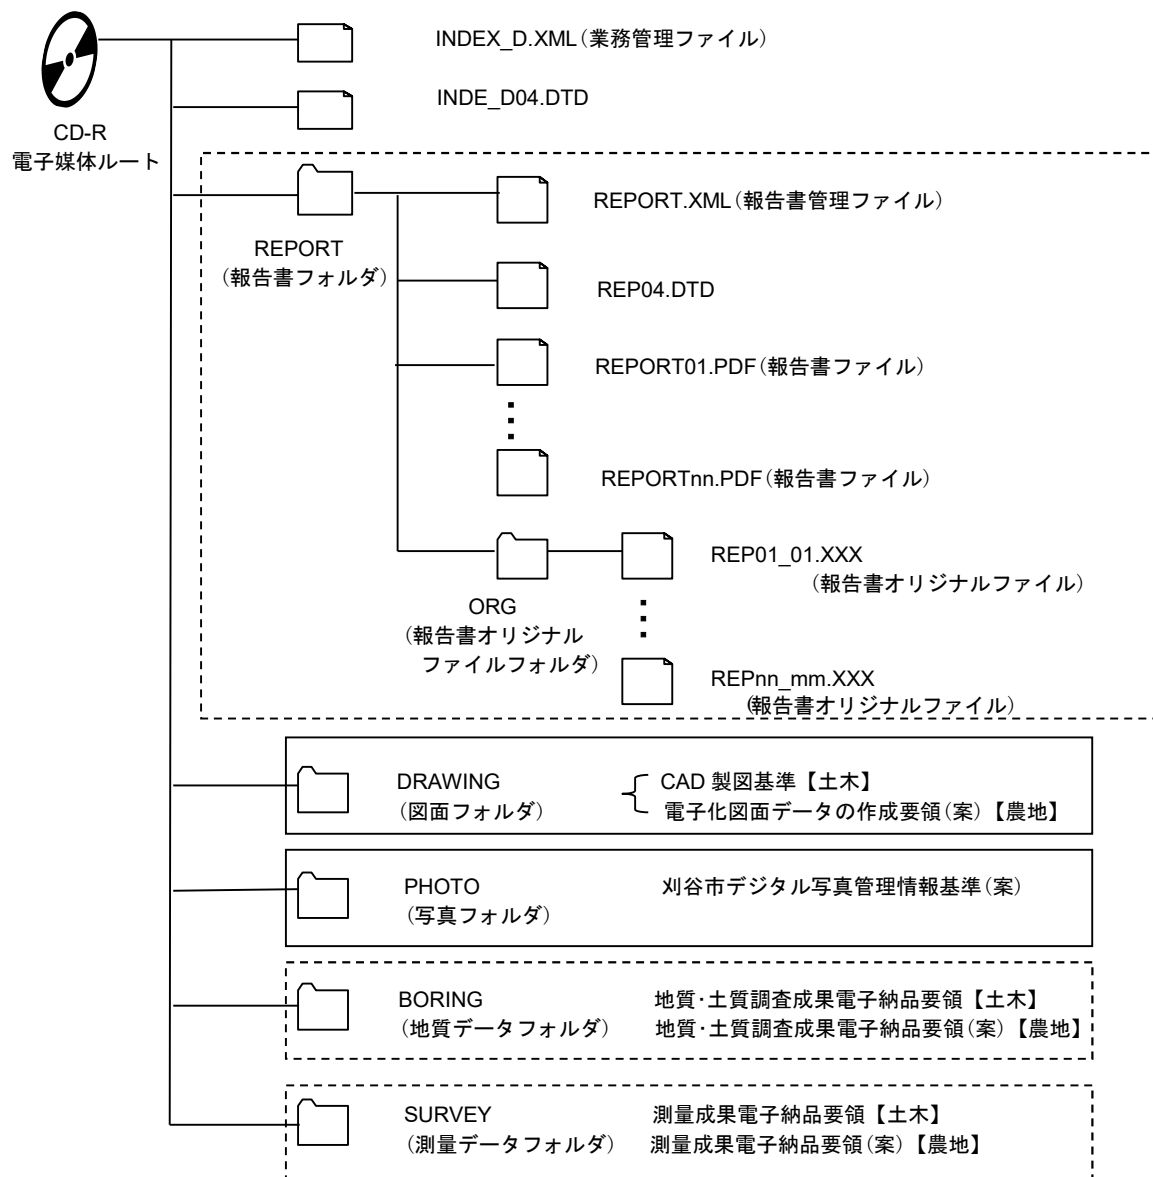 INDEX_D.XML(業務管理ファイル)
INDE_D04.DTD
CD-R
電子媒体ルート
REPORT.XML(報告書管理ファイル)
REPORT
(報告書フォルダ)
REP04.DTD
REPORT01.PDF(報告書ファイル)
REPORTnn.PDF(報告書ファイル)
REP01_01.XXX
(報告書オリジナルファイル)
ORG
(報告書オリジナル
ファイルフォルダ)
REPnn_mm.XXX
(報告書オリジナルファイル)
DRAWING
(図面フォルダ)
CAD 製図基準【土木】
電子化図面データの作成要領(案)【農地】
PHOTO
(写真フォルダ)
刈谷市デジタル写真管理情報基準(案)
BORING
(地質データフォルダ)
地質・土質調査成果電子納品要領【土木】
地質・土質調査成果電子納品要領(案)【農地】
SURVEY
(測量データフォルダ)
測量成果電子納品要領【土木】
測量成果電子納品要領(案)【農地】